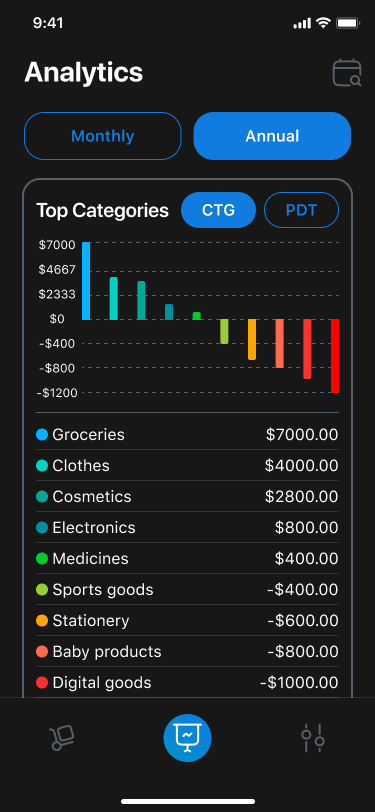 9:41
Analytics
Monthly Annual
Top Categories CTG PDT
$7000
$4667
$2333
$0
-$400
-$800
-$1200
Groceries $7000.00
Clothes $4000.00
Cosmetics $2800.00
Electronics $800.00
Medicines $400.00
Sports goods -$400.00
Stationery -$600.00
Baby products -$800.00
Digital goods -$1000.00